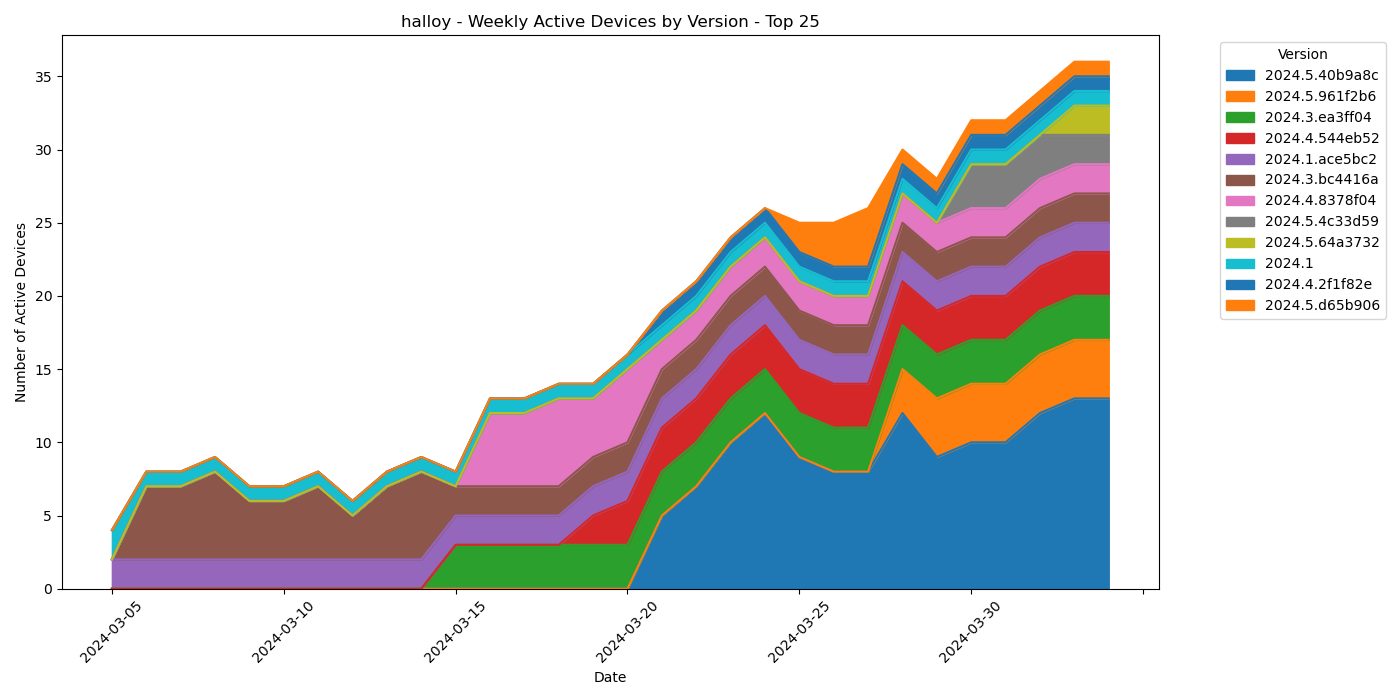 halloy - Weekly Active Devices by Version - Top 25
Number of Active Devices
35
30
25
20
15
10
5
0
2024-03-05
2024-03-10
2024-03-15
2024-03-20
2024-03-25
2024-03-30
Date
Version
2024.5.40b9a8c
2024.5.961f2b6
2024.3.ea3ff04
2024.4.544eb52
2024.1.ace5bc2
2024.3.bc4416a
2024.4.8378f04
2024.5.4c33d59
2024.5.64a3732
2024.1
2024.4.2f1f82e
2024.5.d65b906